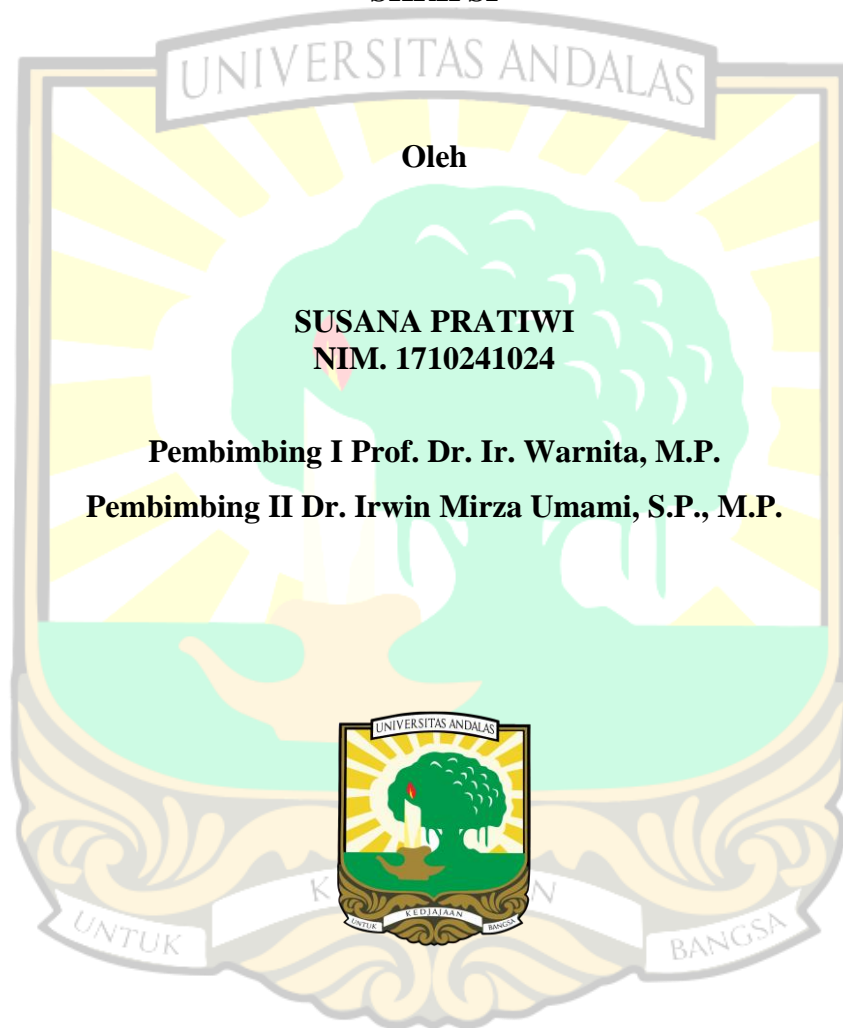 UNIVERSITAS ANDALAS
Oleh
SUSANA PRATIWI
NIM. 1710241024
Pembimbing I Prof. Dr. Ir. Warnita, M.P.
Pembimbing II Dr. Irwin Mirza Umami, S.P., M.P.
UNIVERSITAS ANDALAS
UNTUK KEDJAJAAN BANGSA
UNTUK BANGSA